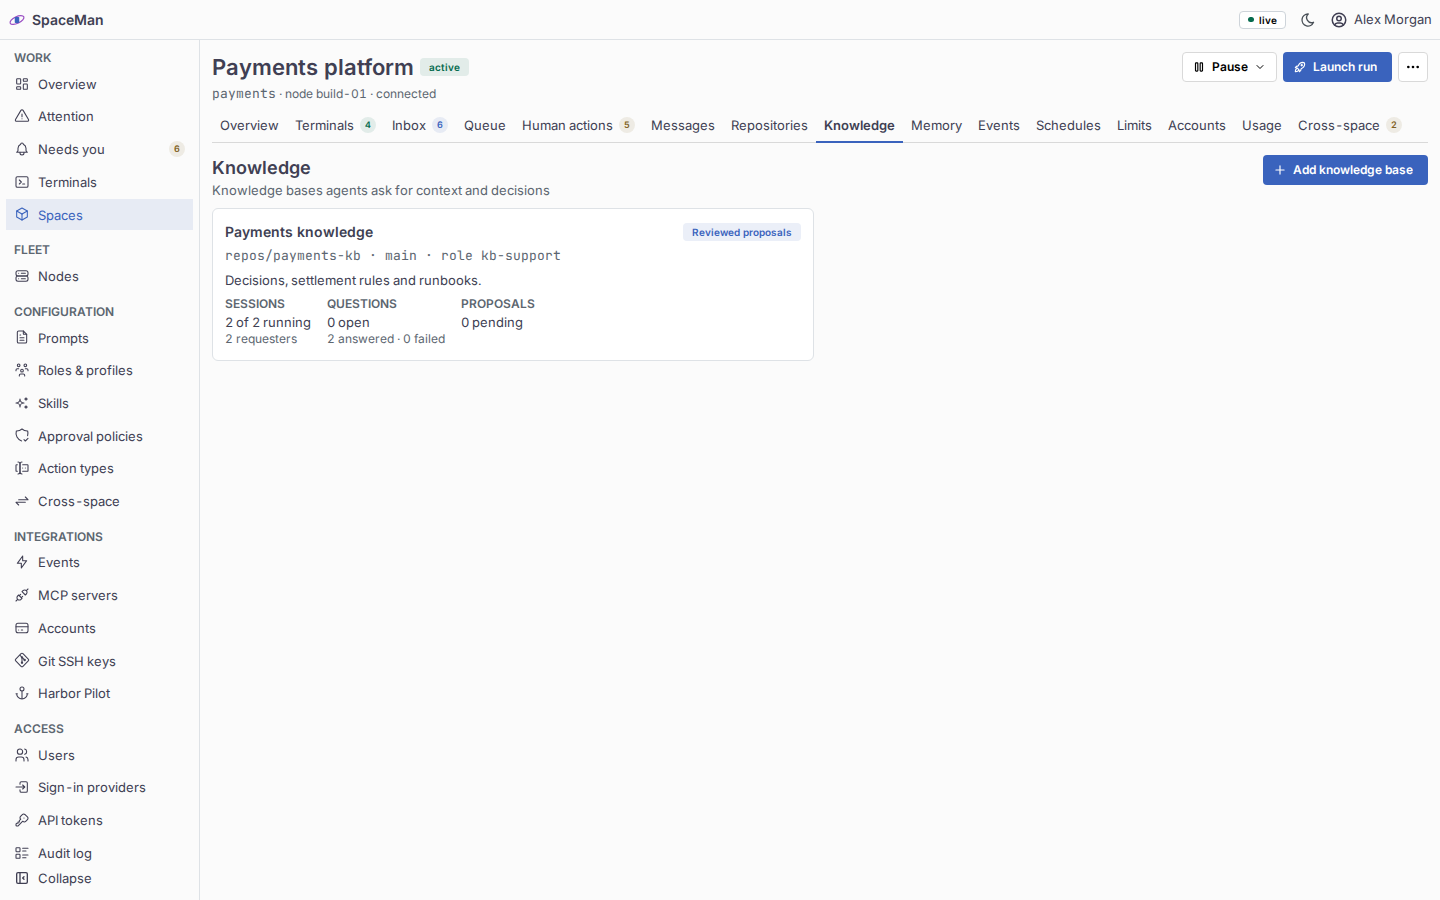 SpaceMan
live
Alex Morgan
WORK
Overview
Attention
Needs you 6
Terminals
Spaces
FLEET
Nodes
CONFIGURATION
Prompts
Roles & profiles
Skills
Approval policies
Action types
Cross-space
INTEGRATIONS
Events
MCP servers
Accounts
Git SSH keys
Harbor Pilot
ACCESS
Users
Sign-in providers
API tokens
Audit log
Collapse
Payments platform active
payments · node build-01 · connected
Pause
Launch run
Overview Terminals 4 Inbox 6 Queue Human actions 5 Messages Repositories Knowledge Memory Events Schedules Limits Accounts Usage Cross-space 2
Knowledge
Knowledge bases agents ask for context and decisions
Add knowledge base
Payments knowledge Reviewed proposals
repos/payments-kb · main · role kb-support
Decisions, settlement rules and runbooks.
SESSIONS QUESTIONS PROPOSALS
2 of 2 running 0 open 0 pending
2 requesters 2 answered · 0 failed